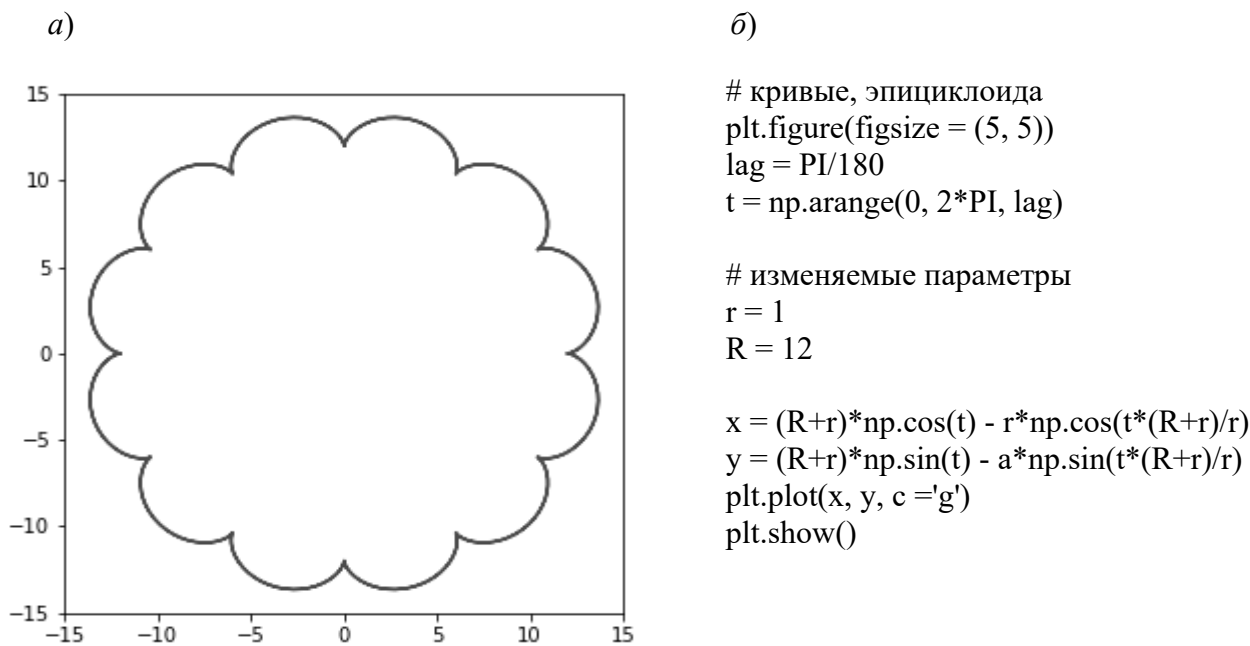 а)
15
10
5
0
−5
−10
−15
−15 −10 −5 0 5 10 15
б)
# кривые, эпициклоида
plt.figure(figsize = (5, 5))
lag = PI/180
t = np.arange(0, 2*PI, lag)
# изменяемые параметры
r = 1
R = 12
x = (R+r)*np.cos(t) - r*np.cos(t*(R+r)/r)
y = (R+r)*np.sin(t) - a*np.sin(t*(R+r)/r)
plt.plot(x, y, c ='g')
plt.show()